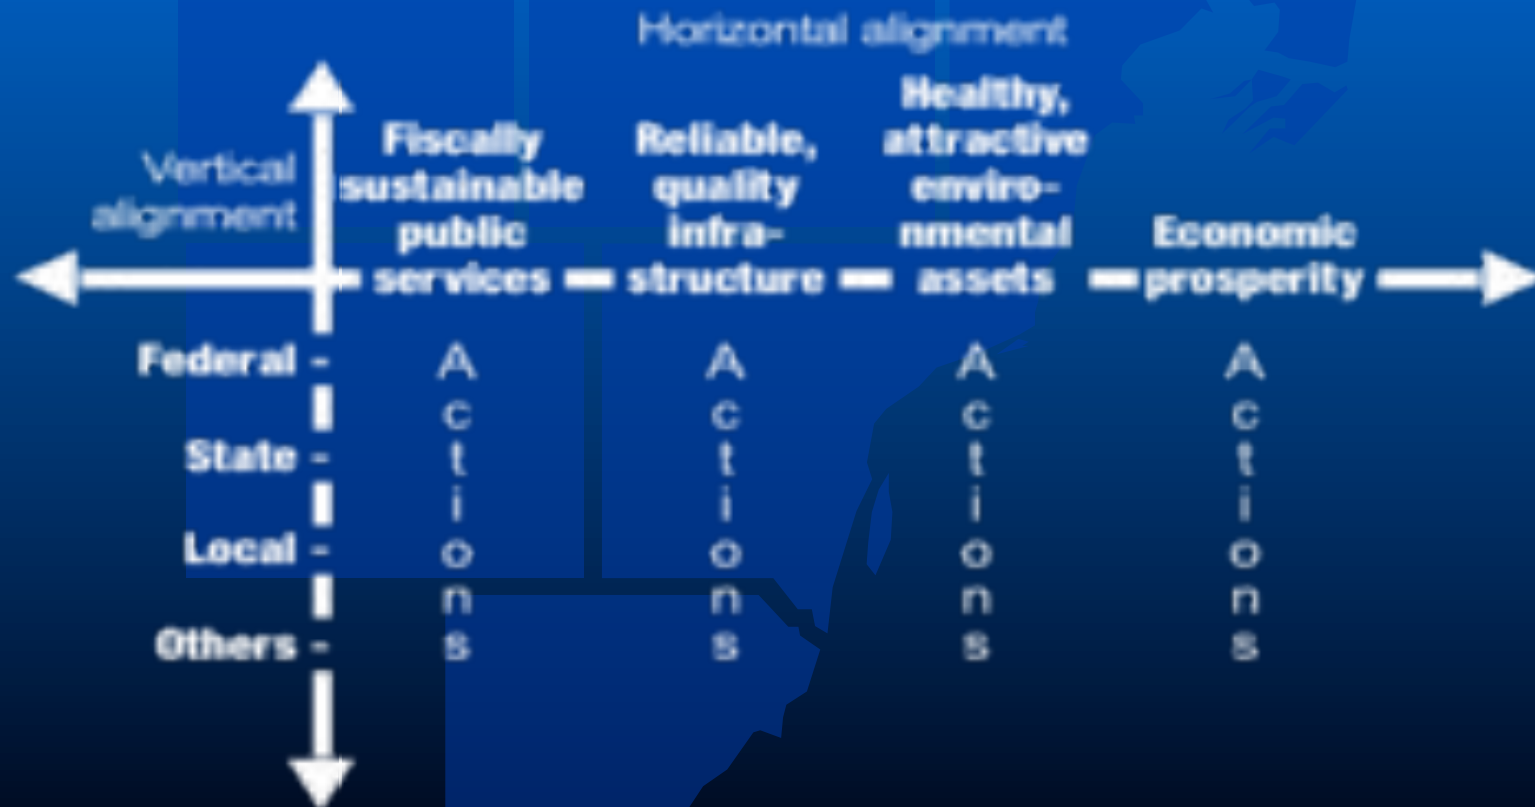 Horizontal alignment
Vertical
alignment
Fiscally
sustainable
public
services
Reliable,
quality
infra-
structure
Healthy,
attractive
enviro-
nmental
assets
Economic
prosperity
Federal
State
Local
Others
A
c
t
i
o
n
s
A
c
t
i
o
n
s
A
c
t
i
o
n
s
A
c
t
i
o
n
s